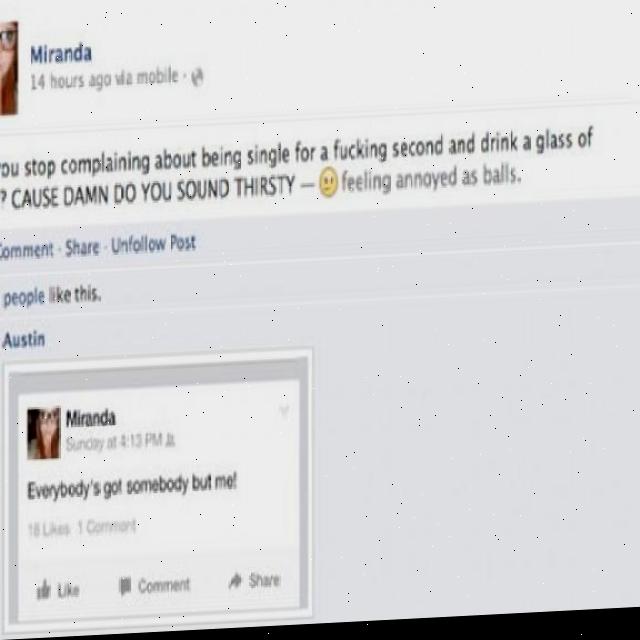 Miranda
14 hours ago via mobile ·
you stop complaining about being single for a fucking second and drink a glass of
? CAUSE DAMN DO YOU SOUND THIRSTY — feeling annoyed as balls.
Comment · Share · Unfollow Post
people like this.
Austin
Miranda
Sunday at 4:13 PM
Everybody's got somebody but me!
18 Likes 1 Comment
Like Comment Share